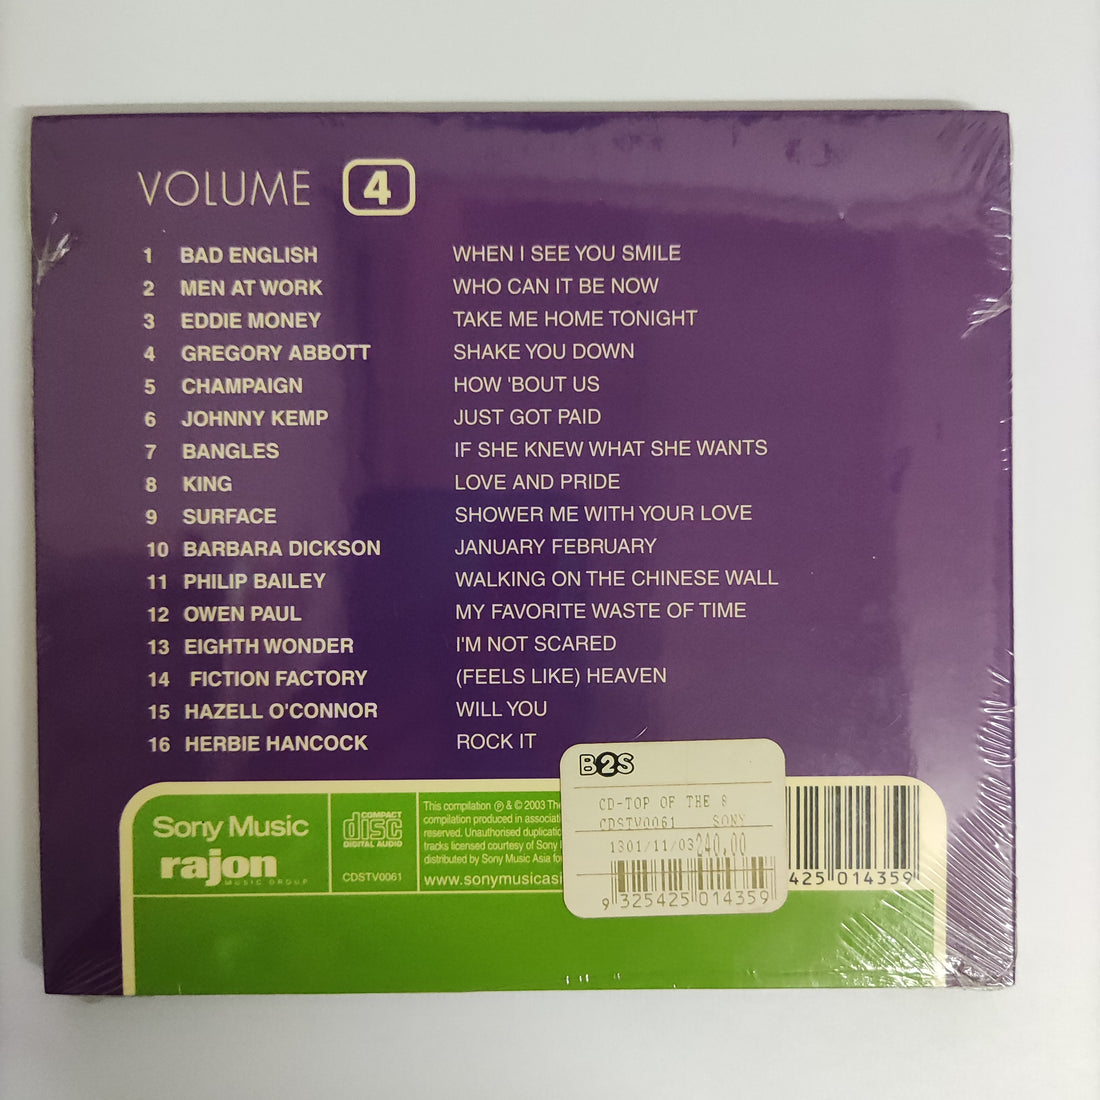 VOLUME 4
1 BAD ENGLISH WHEN I SEE YOU SMILE
2 MEN AT WORK WHO CAN IT BE NOW
3 EDDIE MONEY TAKE ME HOME TONIGHT
4 GREGORY ABBOTT SHAKE YOU DOWN
5 CHAMPAIGN HOW 'BOUT US
6 JOHNNY KEMP JUST GOT PAID
7 BANGLES IF SHE KNEW WHAT SHE WANTS
8 KING LOVE AND PRIDE
9 SURFACE SHOWER ME WITH YOUR LOVE
10 BARBARA DICKSON JANUARY FEBRUARY
11 PHILIP BAILEY WALKING ON THE CHINESE WALL
12 OWEN PAUL MY FAVORITE WASTE OF TIME
13 EIGHTH WONDER I'M NOT SCARED
14 FICTION FACTORY (FEELS LIKE) HEAVEN
15 HAZELL O'CONNOR WILL YOU
16 HERBIE HANCOCK ROCK IT
Sony Music
rajon
MUSIC GROUP
COMPACT
disc
DIGITAL AUDIO
CDSTV0061
This compilation ℗ & © 2003 The
compilation produced in associati
reserved. Unauthorised duplicatio
tracks licensed courtesy of Sony
distributed by Sony Music Asia fo
www.sonymusicasi
B2S
CD-TOP OF THE 8
CDSTV0061 SONY
1301/11/03 240.00
9 325425 014359
425 014359